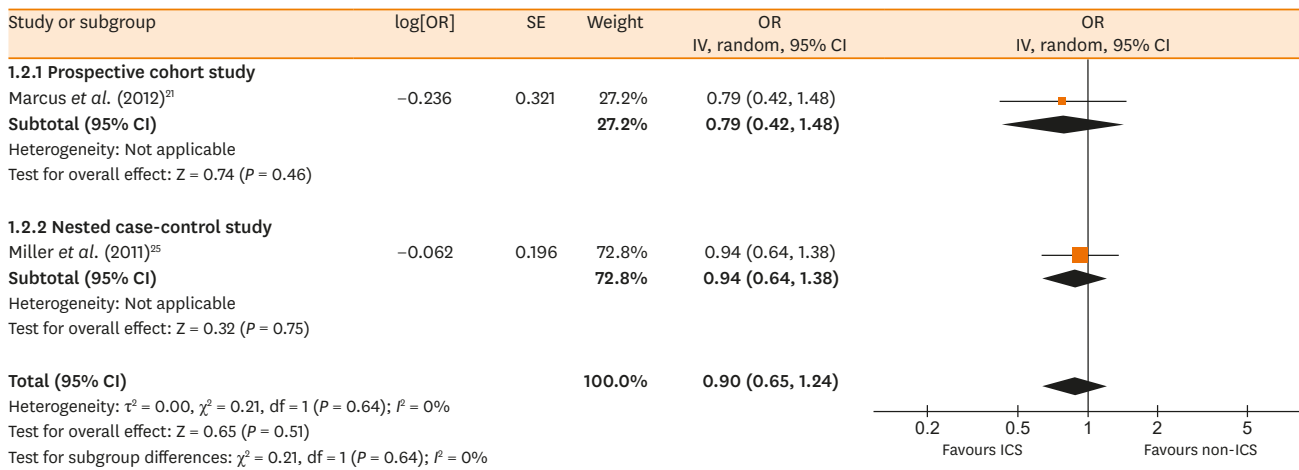 Study or subgroup log[OR] SE Weight OR OR
IV, random, 95% CI IV, random, 95% CI
1.2.1 Prospective cohort study
Marcus et al. (2012)²¹ −0.236 0.321 27.2% 0.79 (0.42, 1.48)
Subtotal (95% CI) 27.2% 0.79 (0.42, 1.48)
Heterogeneity: Not applicable
Test for overall effect: Z = 0.74 (P = 0.46)
1.2.2 Nested case-control study
Miller et al. (2011)²⁵ −0.062 0.196 72.8% 0.94 (0.64, 1.38)
Subtotal (95% CI) 72.8% 0.94 (0.64, 1.38)
Heterogeneity: Not applicable
Test for overall effect: Z = 0.32 (P = 0.75)
Total (95% CI) 100.0% 0.90 (0.65, 1.24)
Heterogeneity: τ² = 0.00, χ² = 0.21, df = 1 (P = 0.64); I² = 0%
Test for overall effect: Z = 0.65 (P = 0.51)
Test for subgroup differences: χ² = 0.21, df = 1 (P = 0.64); I² = 0%
0.2 0.5 1 2 5
Favours ICS Favours non-ICS